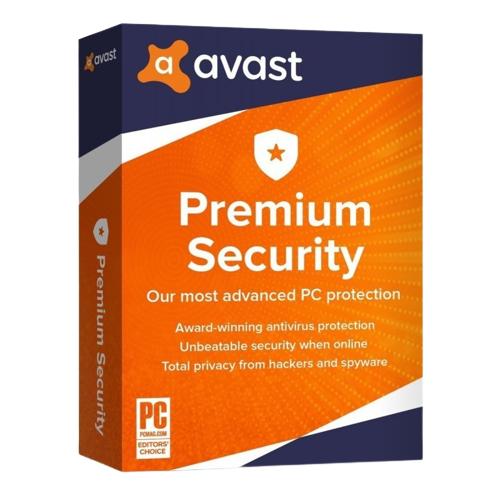 avast
avast
Premium
Security
Our most advanced PC protection
Award-winning antivirus protection
Unbeatable security when online
Total privacy from hackers and spyware
Premium Security
PC
PCMAG.COM
EDITORS'
CHOICE